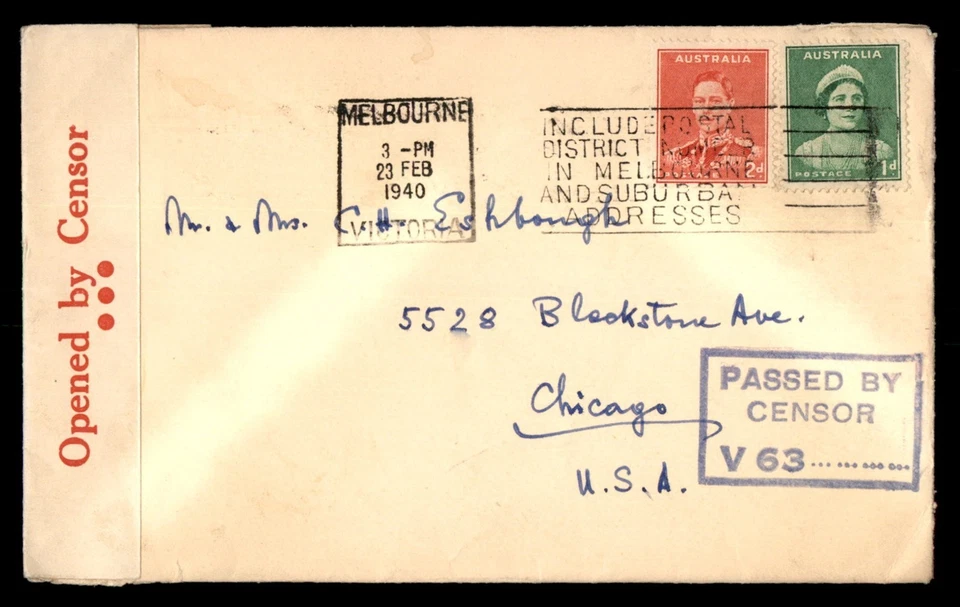 Opened by Censor
MELBOURNE
3 -PM
23 FEB
1940
VICTORIA
INCLUDE POSTAL
DISTRICT
IN MELBOURNE
AND SUBURBAN
ADDRESSES
AUSTRALIA
2d
AUSTRALIA
POSTAGE 1d
Mr. & Mrs. Eshbough
5528 Blackstone Ave.
Chicago
U.S.A.
PASSED BY
CENSOR
V 63............